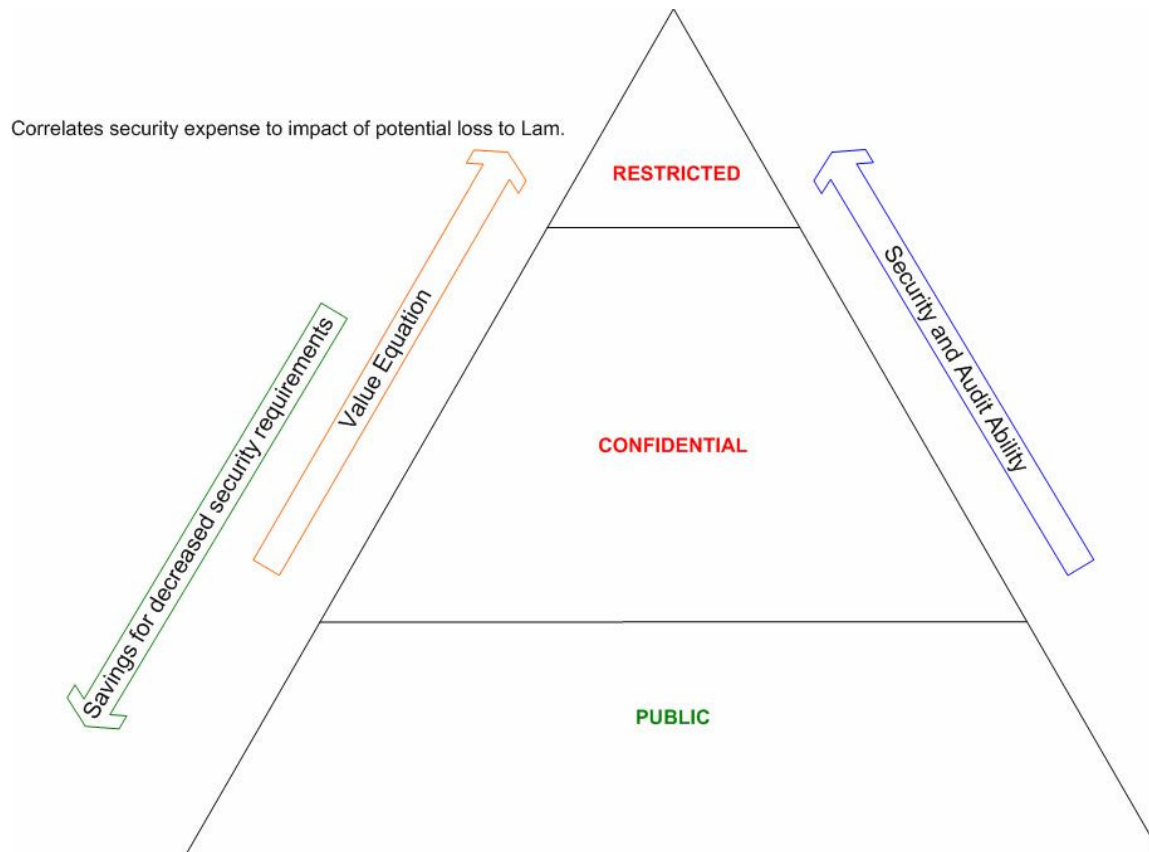 Correlates security expense to impact of potential loss to Lam.
RESTRICTED
Value Equation
Security and Audit Ability
Savings for decreased security requirements
CONFIDENTIAL
PUBLIC